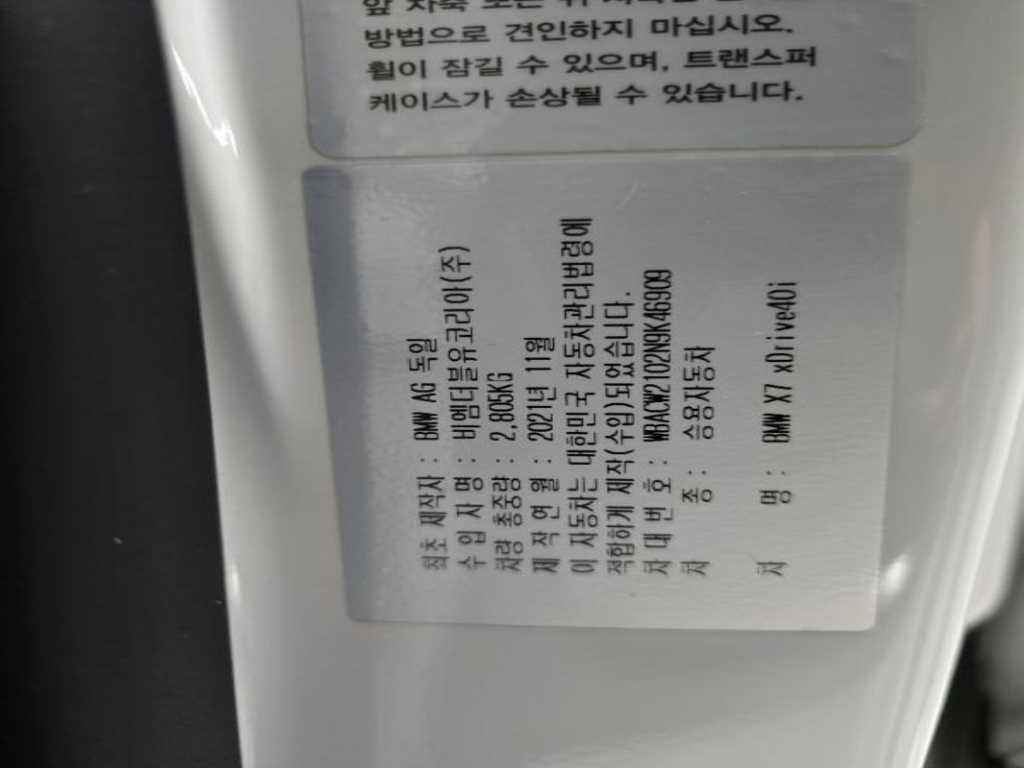 앞 차축 또는 뒤
방법으로 견인하지 마십시오.
휠이 잠길 수 있으며, 트랜스퍼
케이스가 손상될 수 있습니다.
최초 제작자 : BMW AG 독일
수 입 자 명 : 비엠더블유코리아(주)
차량 총중량 : 2,805KG
제 작 연 월 : 2021년 11월
이 자동차는 대한민국 자동차관리법령에
적합하게 제작(수입)되었습니다.
차 대 번 호 : WBACW2102N9K46909
차 종 : 승용자동차
차 명 : BMW X7 xDrive40i